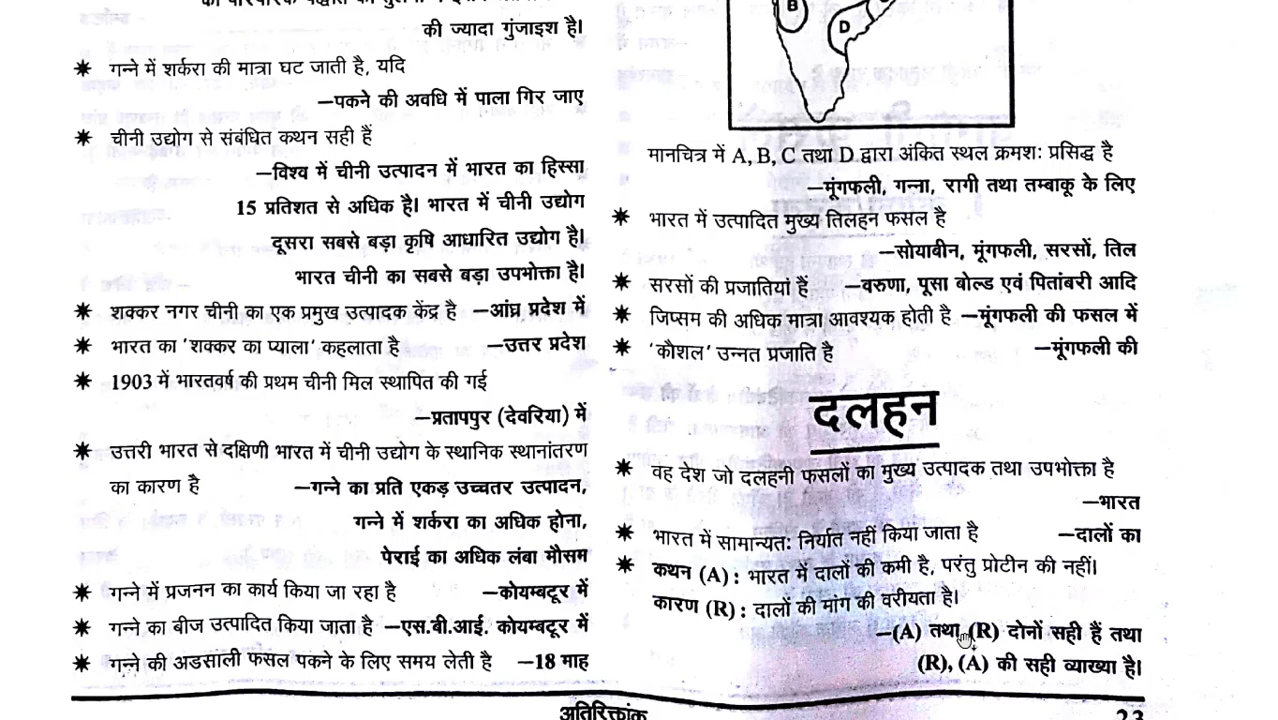 की ज्यादा गुंजाइश है।
✷ गन्ने में शर्करा की मात्रा घट जाती है, यदि
–पकने की अवधि में पाला गिर जाए
✷ चीनी उद्योग से संबंधित कथन सही हैं
–विश्व में चीनी उत्पादन में भारत का हिस्सा
15 प्रतिशत से अधिक है। भारत में चीनी उद्योग
दूसरा सबसे बड़ा कृषि आधारित उद्योग है।
भारत चीनी का सबसे बड़ा उपभोक्ता है।
✷ शक्कर नगर चीनी का एक प्रमुख उत्पादक केंद्र है –आंध्र प्रदेश में
✷ भारत का 'शक्कर का प्याला' कहलाता है –उत्तर प्रदेश
✷ 1903 में भारतवर्ष की प्रथम चीनी मिल स्थापित की गई
–प्रतापपुर (देवरिया) में
✷ उत्तरी भारत से दक्षिणी भारत में चीनी उद्योग के स्थानिक स्थानांतरण
का कारण है –गन्ने का प्रति एकड़ उच्चतर उत्पादन,
गन्ने में शर्करा का अधिक होना,
पेराई का अधिक लंबा मौसम
✷ गन्ने में प्रजनन का कार्य किया जा रहा है –कोयम्बटूर में
✷ गन्ने का बीज उत्पादित किया जाता है –एस.बी.आई. कोयम्बटूर में
✷ गन्ने की अडसाली फसल पकने के लिए समय लेती है –18 माह
B
D
मानचित्र में A, B, C तथा D द्वारा अंकित स्थल क्रमशः प्रसिद्ध है
–मूंगफली, गन्ना, रागी तथा तम्बाकू के लिए
✷ भारत में उत्पादित मुख्य तिलहन फसल है
–सोयाबीन, मूंगफली, सरसों, तिल
✷ सरसों की प्रजातियां हैं –वरुणा, पूसा बोल्ड एवं पितांबरी आदि
✷ जिप्सम की अधिक मात्रा आवश्यक होती है –मूंगफली की फसल में
✷ 'कौशल' उन्नत प्रजाति है –मूंगफली की
दलहन
✷ वह देश जो दलहनी फसलों का मुख्य उत्पादक तथा उपभोक्ता है
–भारत
✷ भारत में सामान्यतः निर्यात नहीं किया जाता है –दालों का
✷ कथन (A) : भारत में दालों की कमी है, परंतु प्रोटीन की नहीं।
कारण (R) : दालों की मांग की वरीयता है।
–(A) तथा (R) दोनों सही हैं तथा
(R), (A) की सही व्याख्या है।
अतिरिक्तांक
23